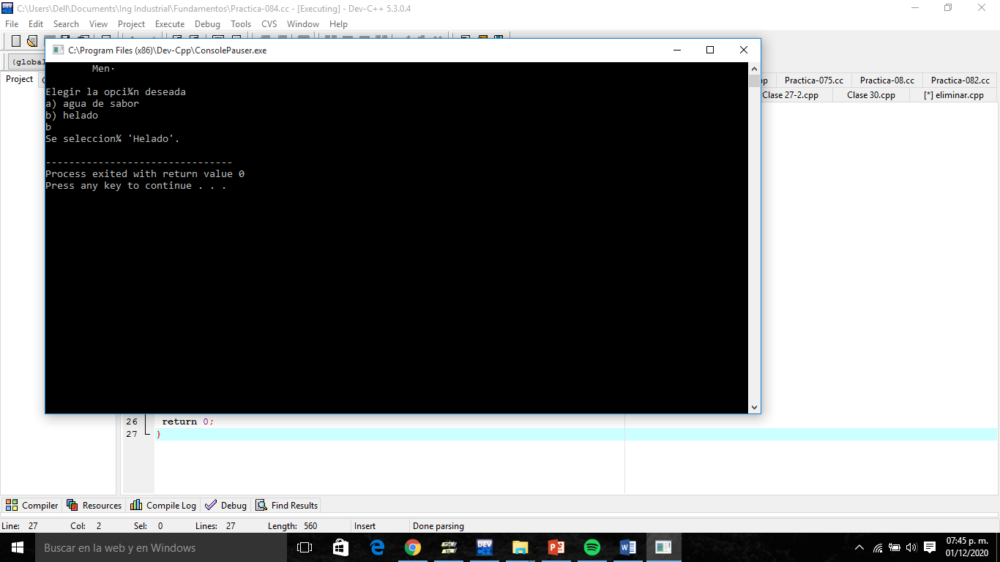 C:\Users\Dell\Documents\Ing Industrial\Fundamentos\Practica-084.cc - [Executing] - Dev-C++ 5.3.0.4
File Edit Search View Project Execute Debug Tools CVS Window Help
C:\Program Files (x86)\Dev-Cpp\ConsolePauser.exe
(globa
Project
Practica-075.cc Practica-08.cc Practica-082.cc
Clase 27-2.cpp Clase 30.cpp [*] eliminar.cpp
Men·
Elegir la opci¾n deseada
a) agua de sabor
b) helado
b
Se seleccion¾ 'Helado'.
--------------------------------
Process exited with return value 0
Press any key to continue . . .
26 return 0;
27 }
Compiler Resources Compile Log Debug Find Results
Line: 27 Col: 2 Sel: 0 Lines: 27 Length: 560 Insert Done parsing
Buscar en la web y en Windows
07:45 p. m.
01/12/2020